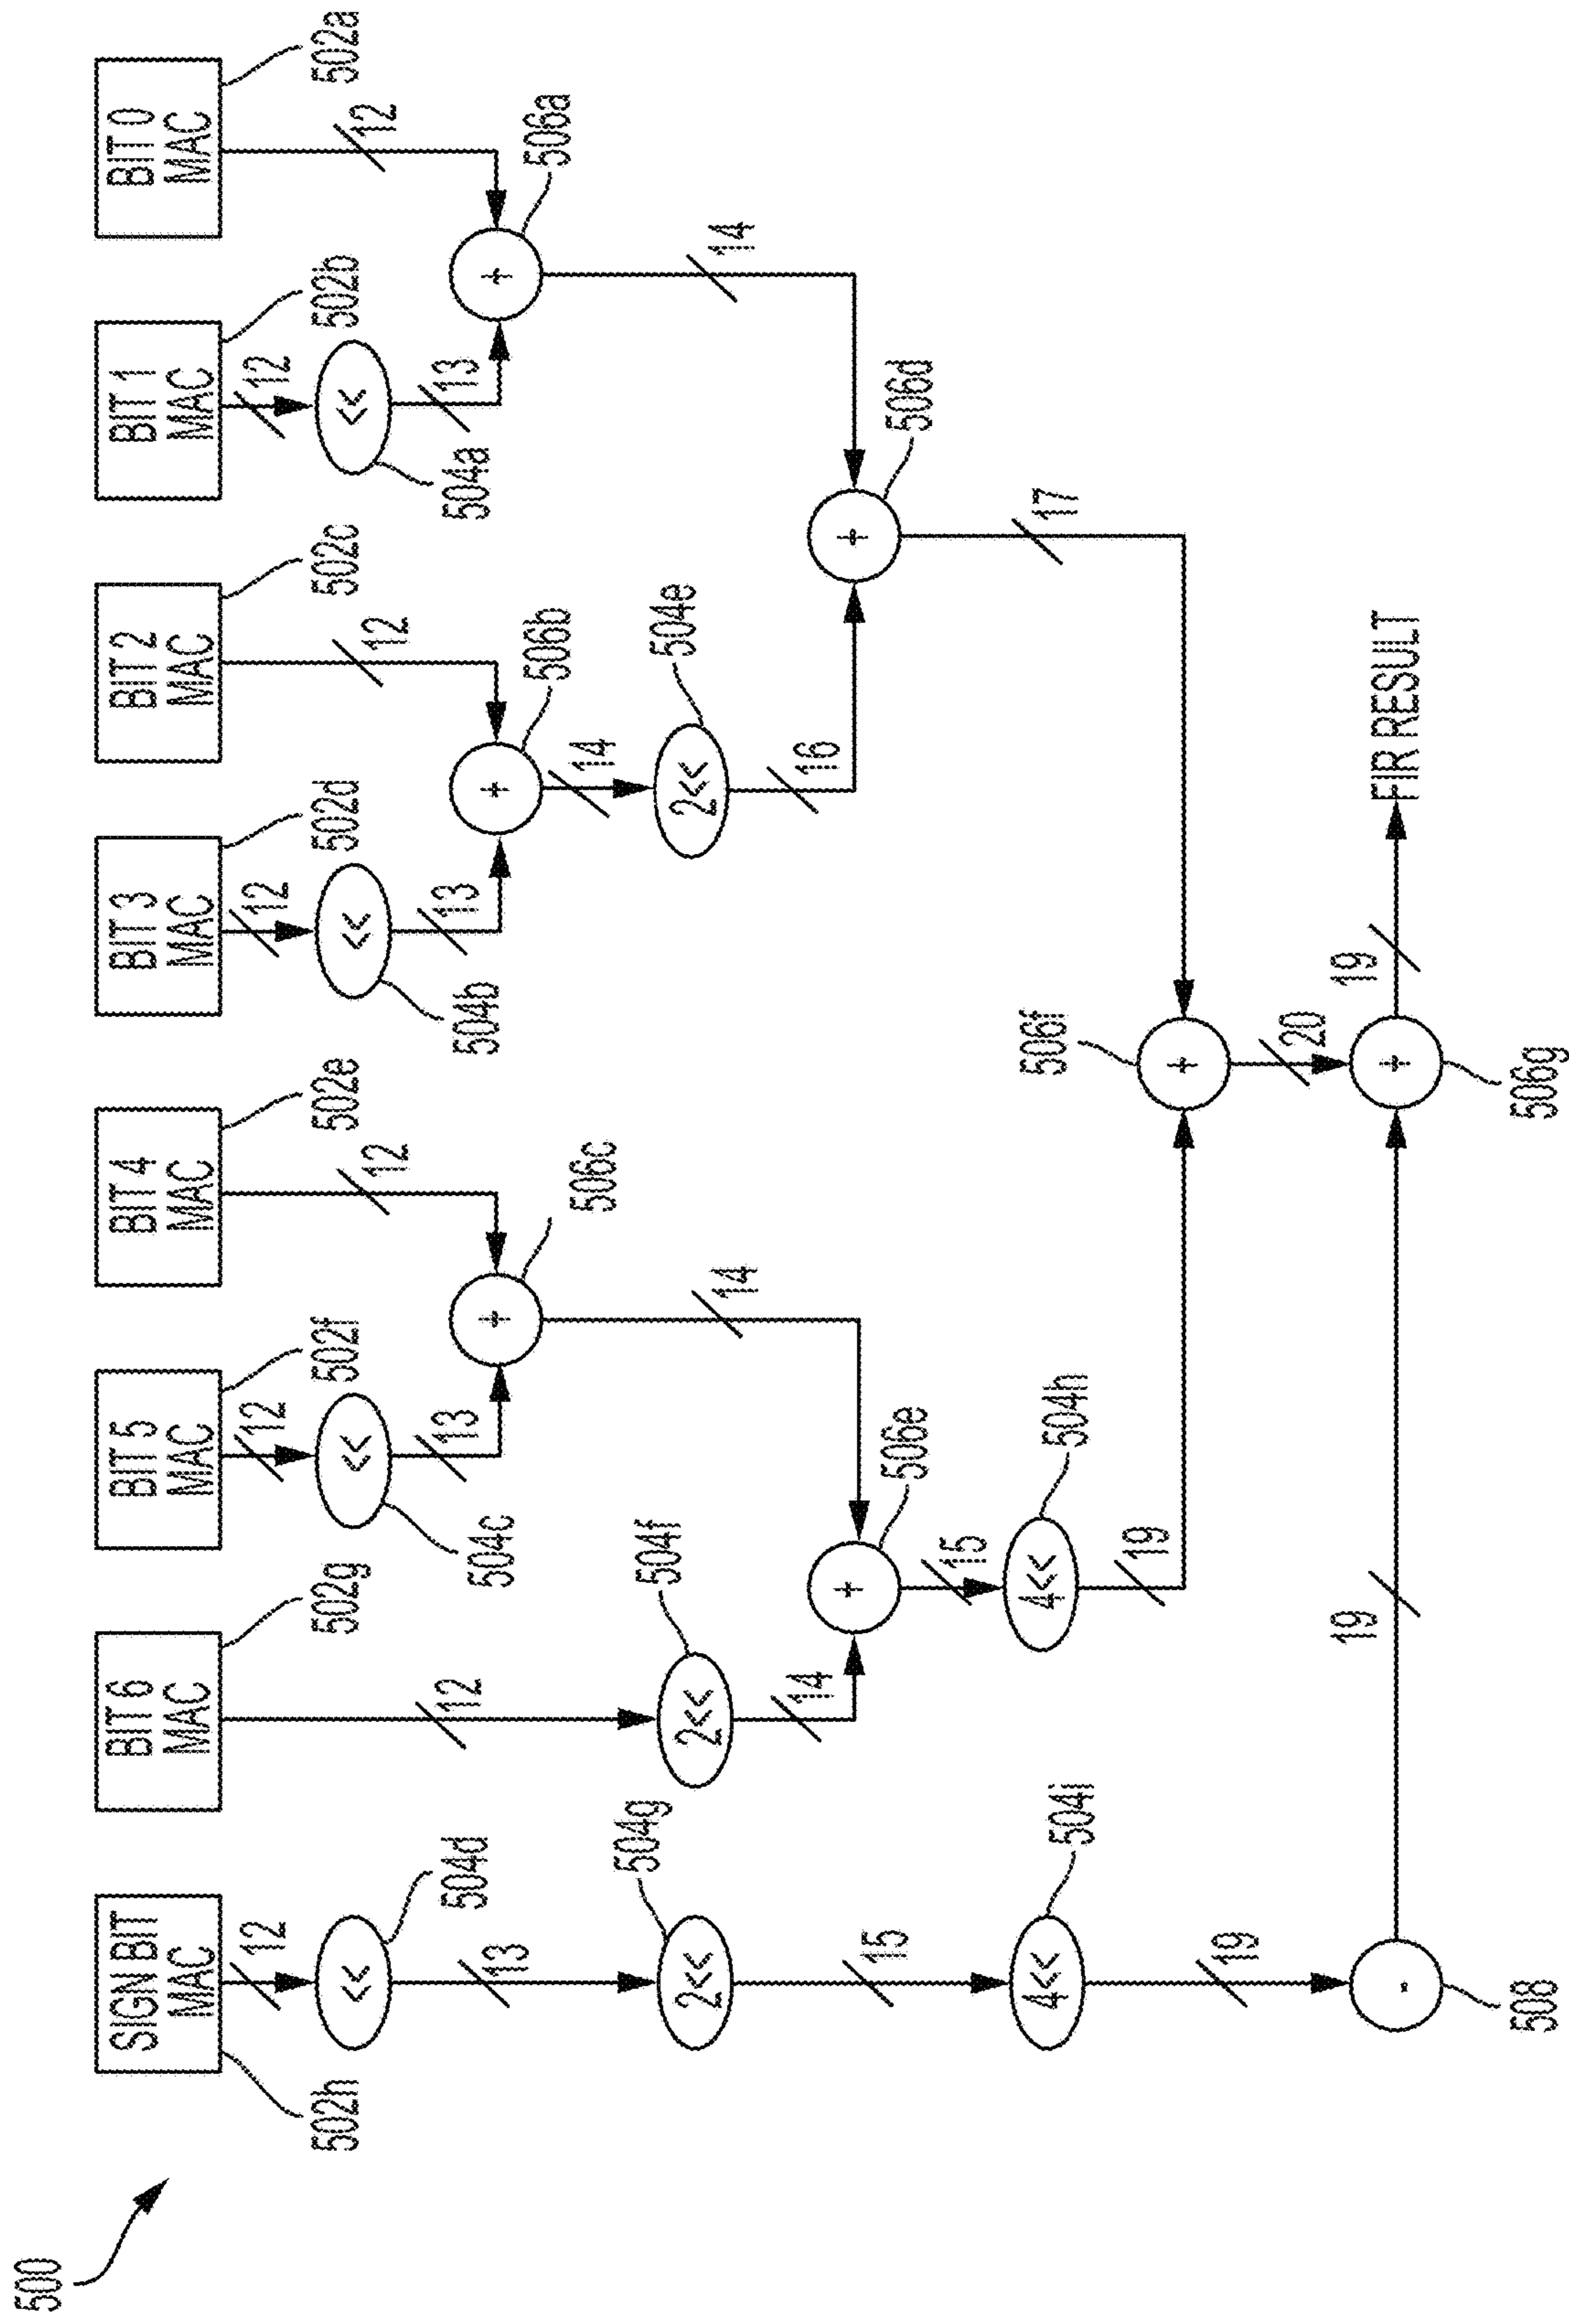 500
SIGN BIT
MAC
BIT 6
MAC
BIT 5
MAC
BIT 4
MAC
BIT 3
MAC
BIT 2
MAC
BIT 1
MAC
BIT 0
MAC
502h
12
502g
12
502f
502e
12
502d
502c
12
502b
502a
<<
504d
<<
504c
12
<<
504b
12
<<
504a
12
13
12
13
13
13
+
506c
+
506b
+
506a
504g
2<<
504f
2<<
14
14
2<<
504e
14
15
14
+
506e
16
+
506d
4<<
504i
15
4<<
504h
17
19
19
506f
+
20
19
19
FIR RESULT
-
508
+
506g